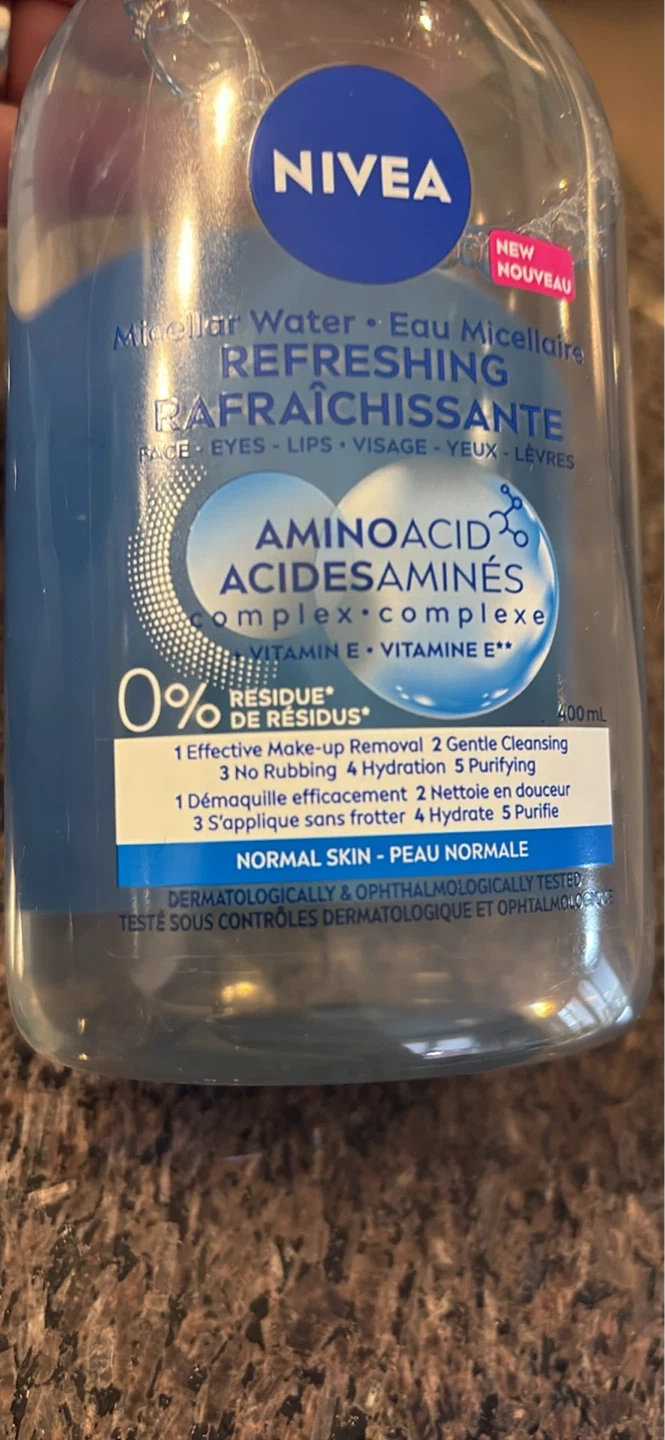 NIVEA
NEW
NOUVEAU
Micellar Water • Eau Micellaire
REFRESHING
RAFRAÎCHISSANTE
FACE - EYES - LIPS • VISAGE - YEUX - LÈVRES
AMINOACID
ACIDESAMINÉS
complex • complexe
+ VITAMIN E • VITAMINE E**
0% RESIDUE*
DE RÉSIDUS*
400 mL
1 Effective Make-up Removal 2 Gentle Cleansing
3 No Rubbing 4 Hydration 5 Purifying
1 Démaquille efficacement 2 Nettoie en douceur
3 S'applique sans frotter 4 Hydrate 5 Purifie
NORMAL SKIN - PEAU NORMALE
DERMATOLOGICALLY & OPHTHALMOLOGICALLY TESTED
TESTÉ SOUS CONTRÔLES DERMATOLOGIQUE ET OPHTALMOLOGIQUE